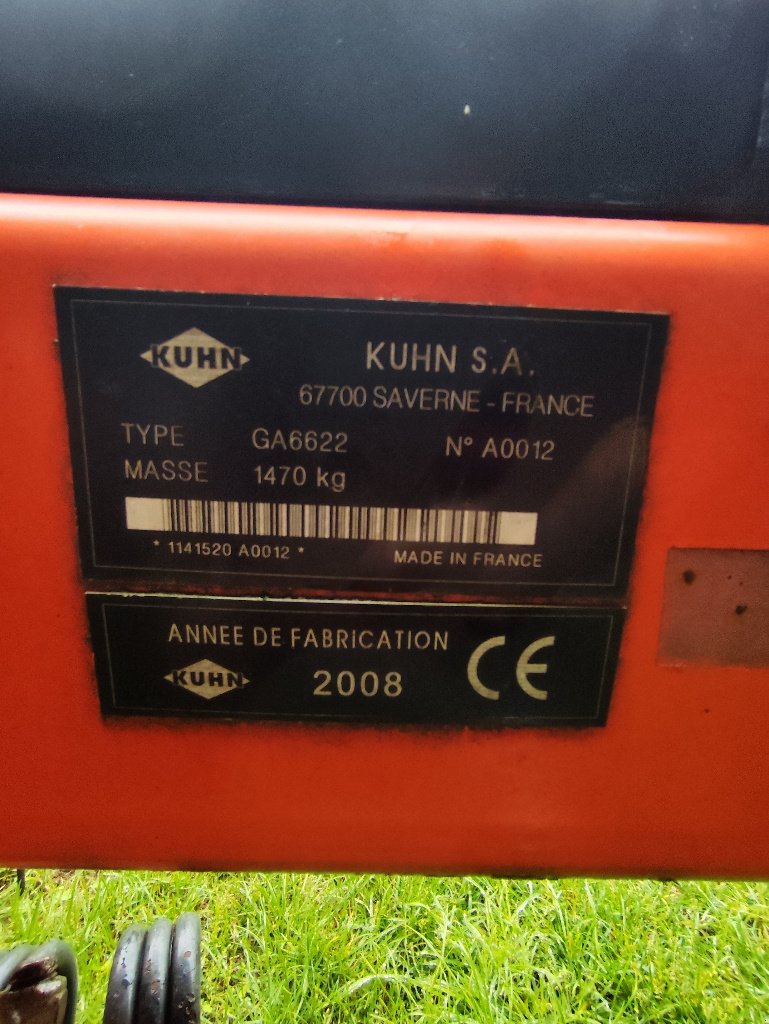 KUHN
KUHN S.A.
67700 SAVERNE - FRANCE
TYPE GA6622 N° A0012
MASSE 1470 kg
* 1141520 A0012 * MADE IN FRANCE
ANNEE DE FABRICATION
KUHN 2008 CE